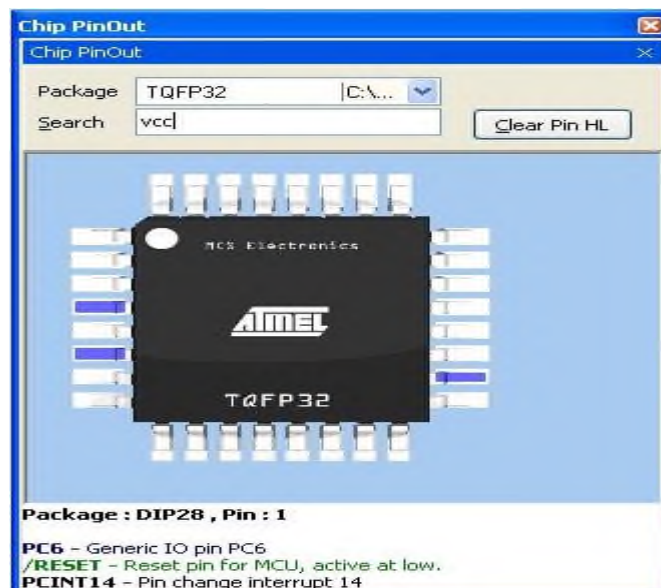 Chip PinOut
Chip PinOut
Package TQFP32 C:\...
Search vcc Clear Pin HL
MCS Electronics
ATMEL
TQFP32
Package : DIP28 , Pin : 1
PC6 - Generic IO pin PC6
/RESET - Reset pin for MCU, active at low.
PCINT14 - Pin change interrupt 14